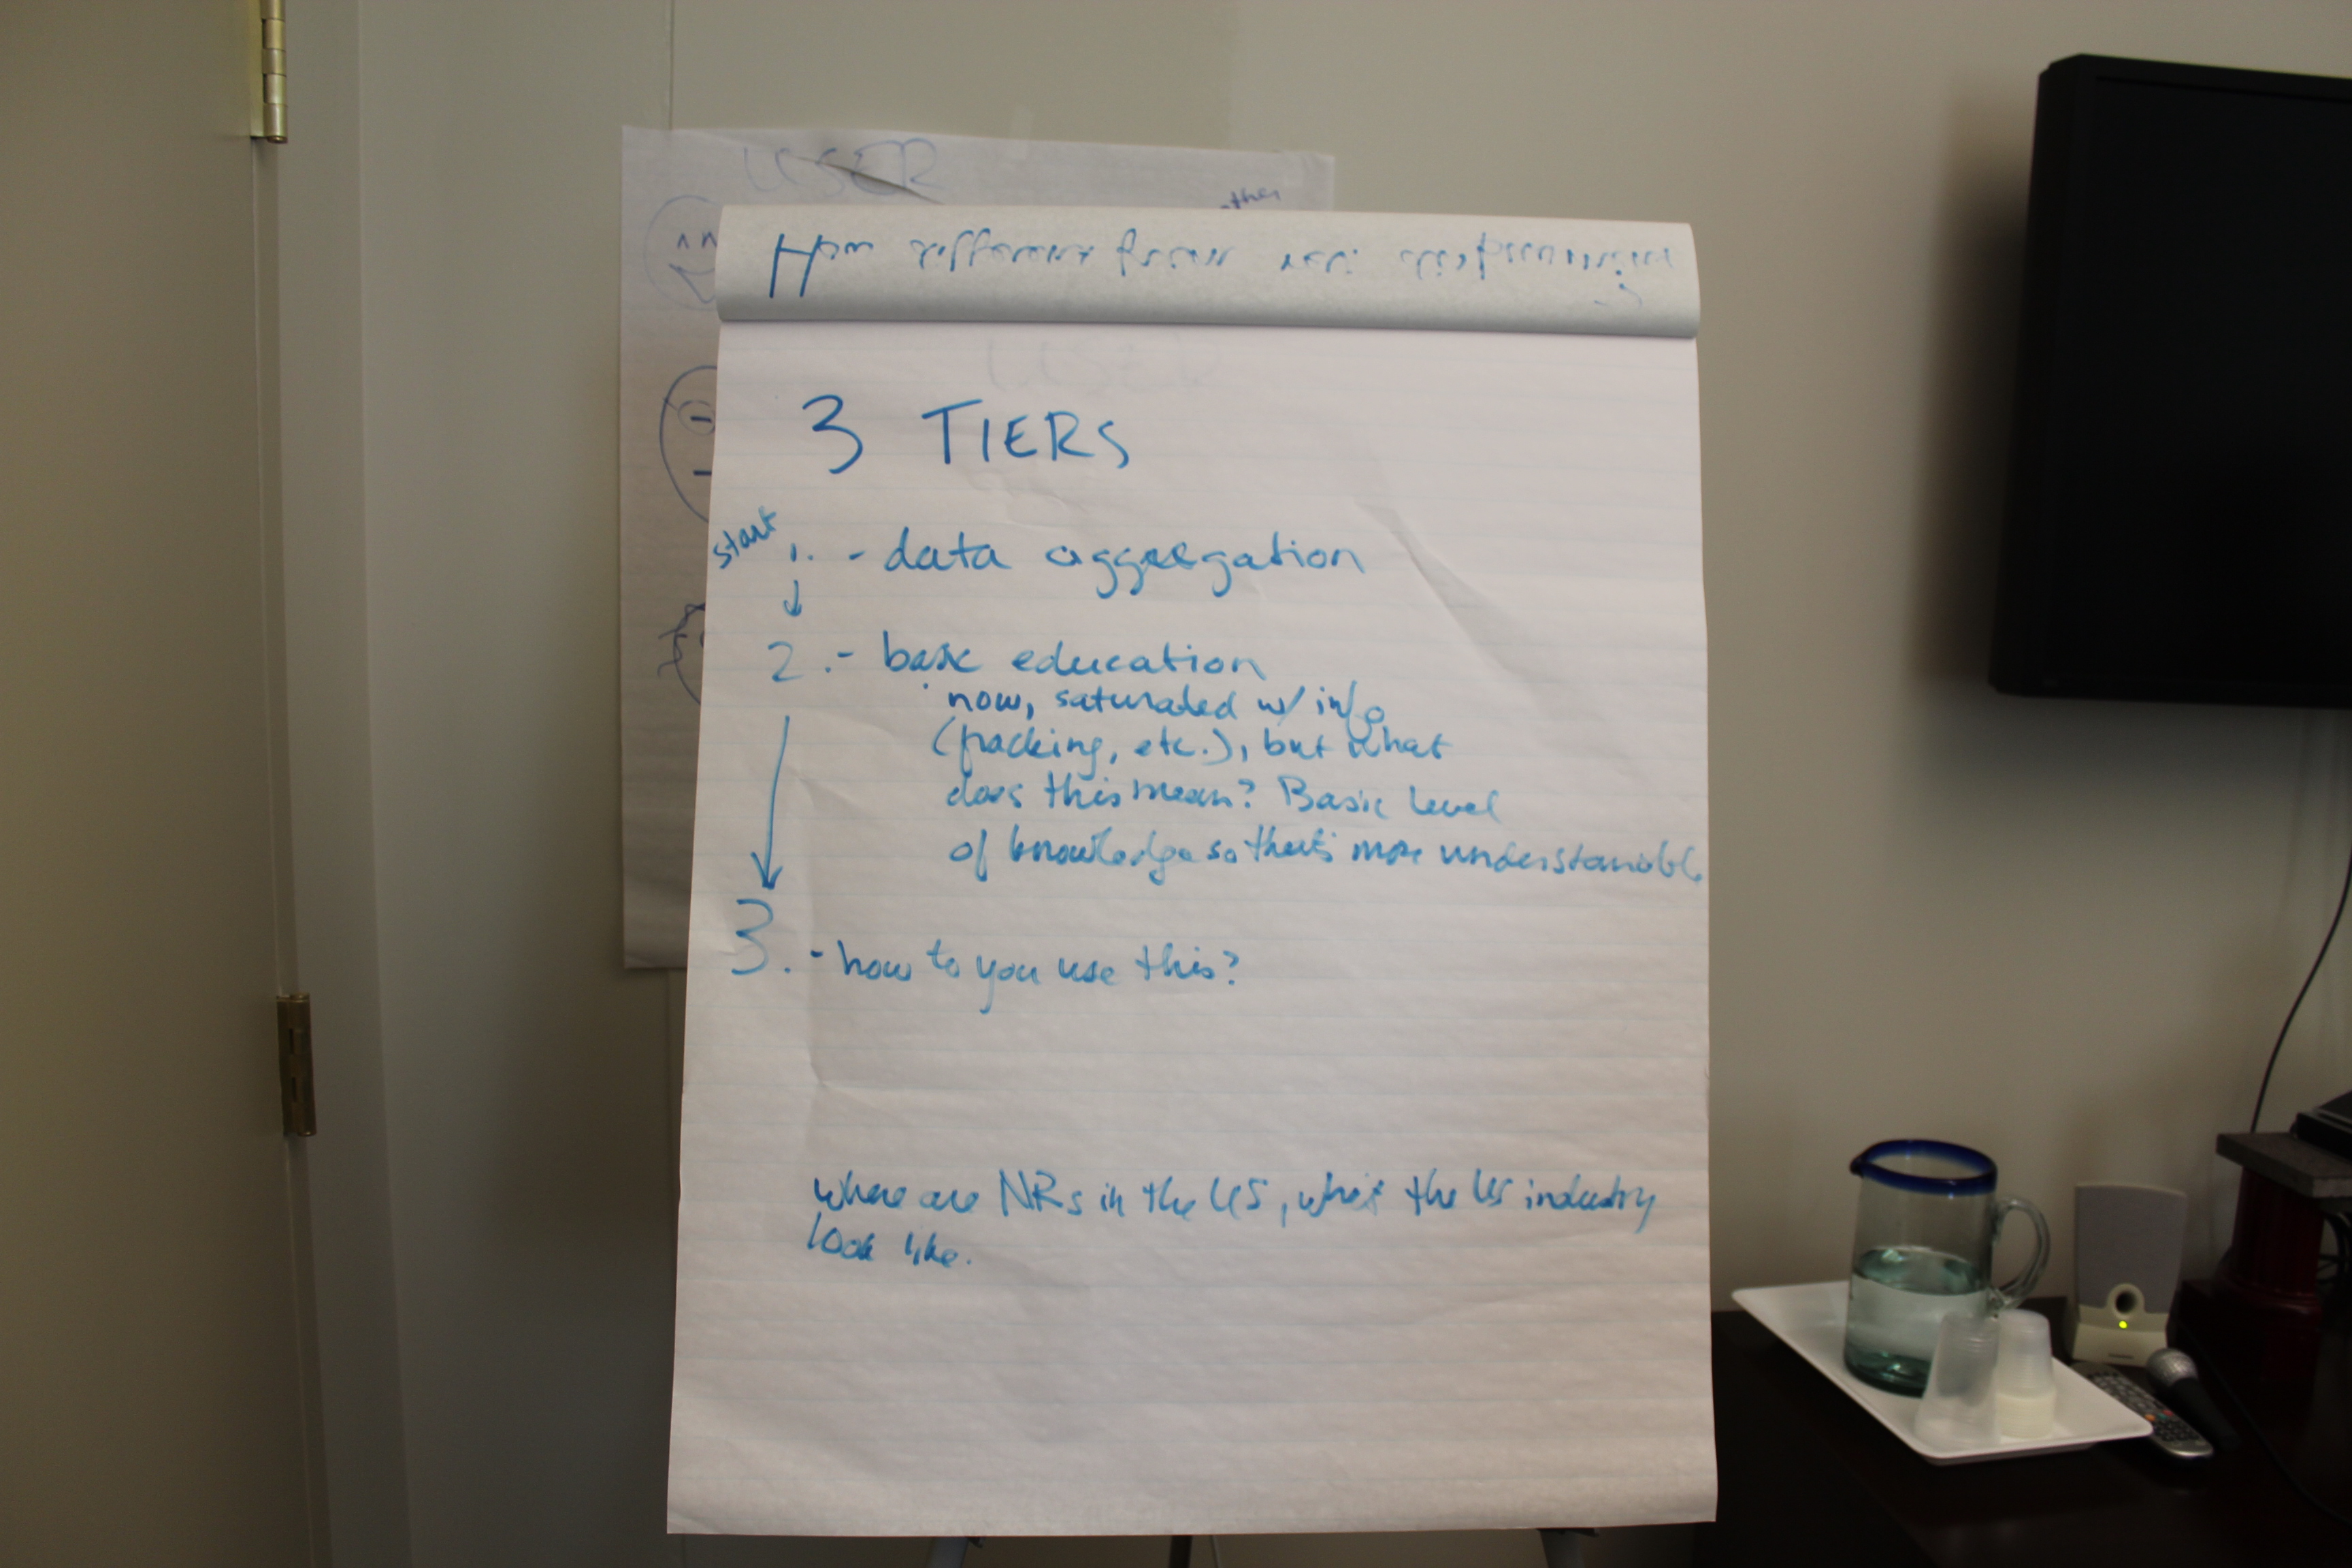 USER
other
3 TIERS
start 1. - data aggregation
2. - basic education
now, saturated w/ info
(fracking, etc.), but what
does this mean? Basic level
of knowledge so that's more understandable
3. - how to you use this?
where are NRs in the US, what the US industry
look like.